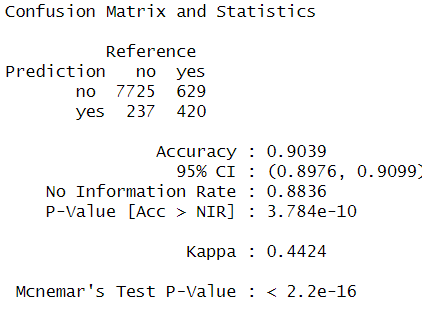 Confusion Matrix and Statistics
Reference
Prediction no yes
no 7725 629
yes 237 420
Accuracy : 0.9039
95% CI : (0.8976, 0.9099)
No Information Rate : 0.8836
P-Value [Acc > NIR] : 3.784e-10
Kappa : 0.4424
Mcnemar's Test P-Value : < 2.2e-16